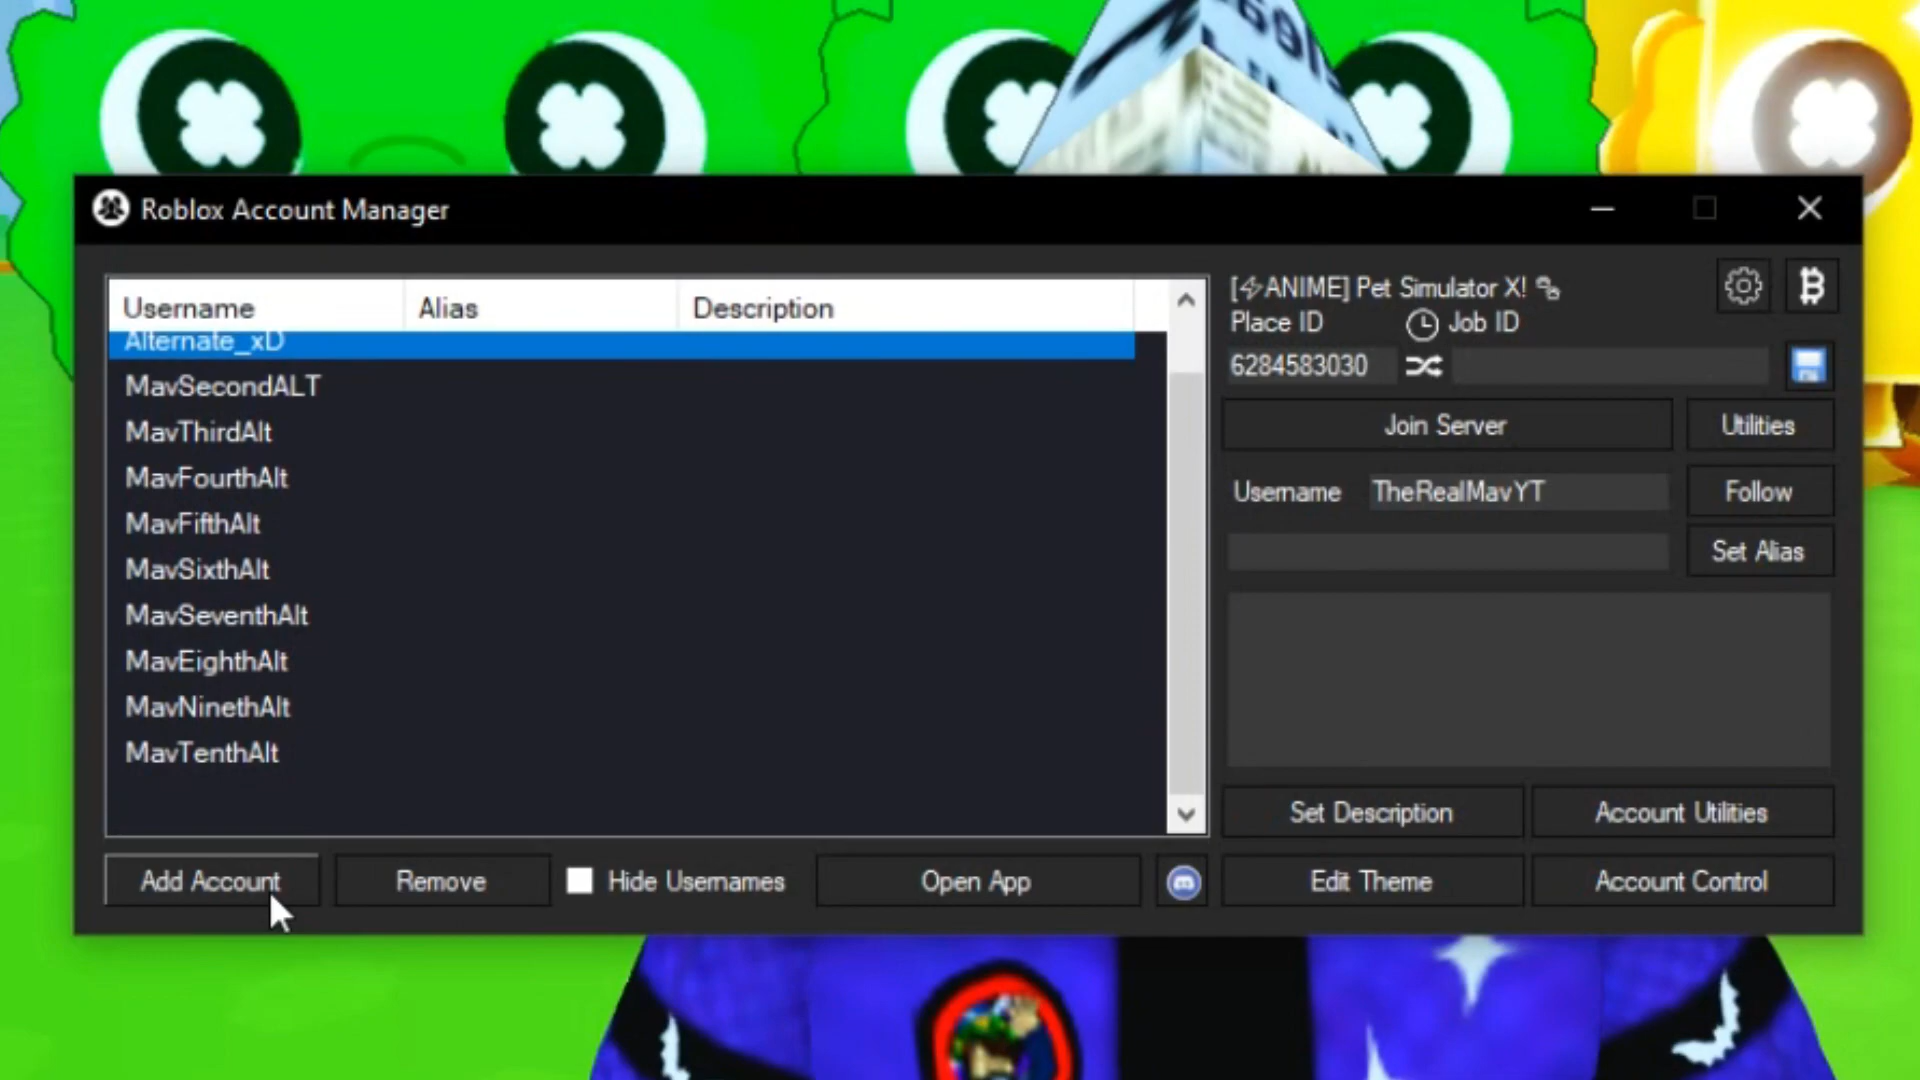 Roblox Account Manager
Username Alias Description
Alternate_xD
MavSecondALT
MavThirdAlt
MavFourthAlt
MavFifthAlt
MavSixthAlt
MavSeventhAlt
MavEighthAlt
MavNinethAlt
MavTenthAlt
Add Account Remove Hide Usernames Open App
[⚡ANIME] Pet Simulator X!
Place ID Job ID
6284583030
Join Server Utilities
Username TheRealMavYT Follow
Set Alias
Set Description Account Utilities
Edit Theme Account Control